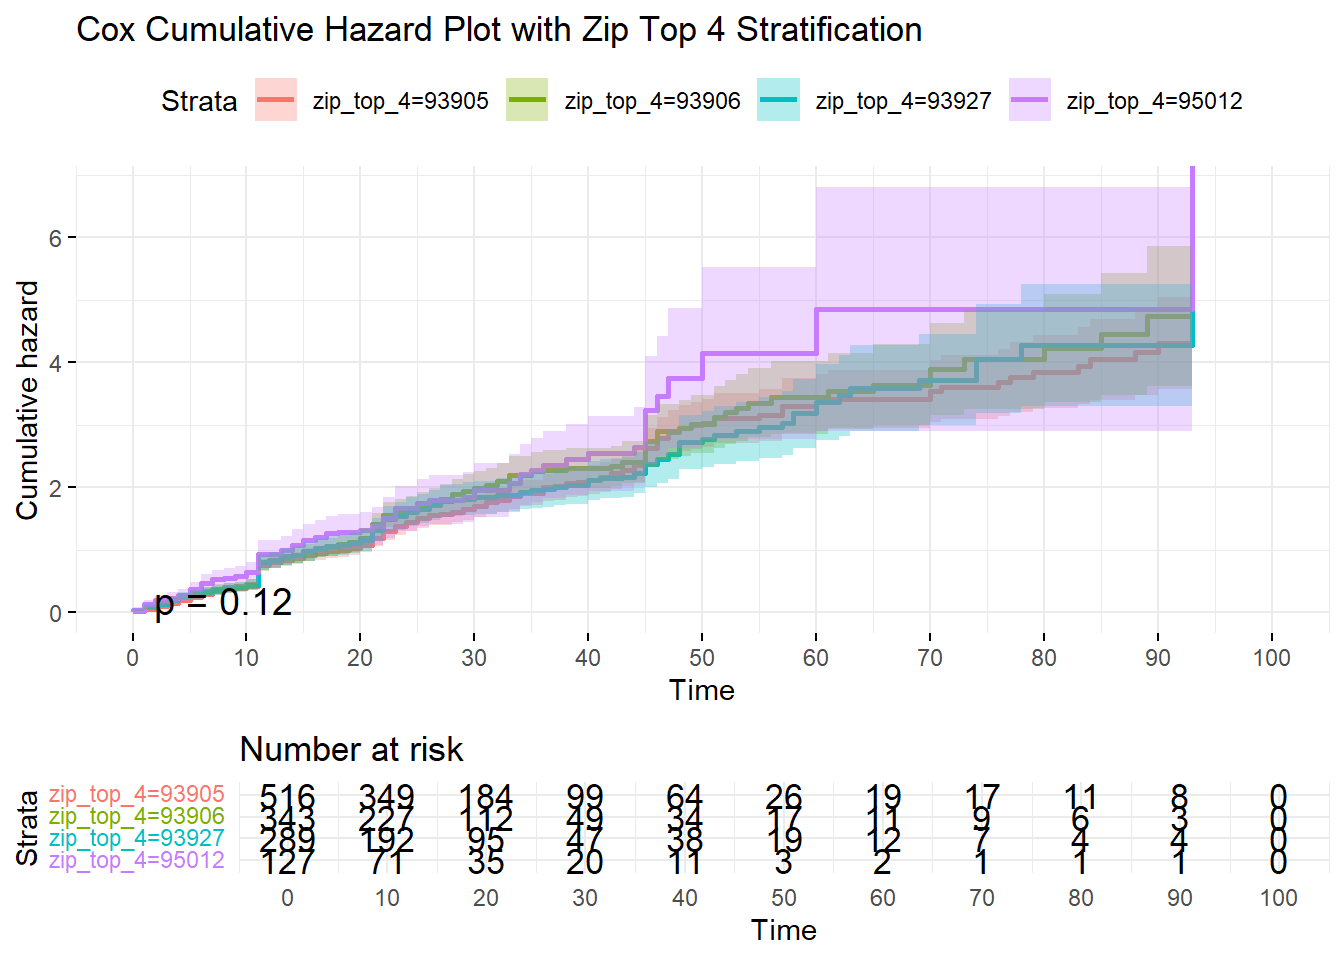 Cox Cumulative Hazard Plot with Zip Top 4 Stratification
Strata zip_top_4=93905 zip_top_4=93906 zip_top_4=93927 zip_top_4=95012
Cumulative hazard
6
4
2
0
p = 0.12
0 10 20 30 40 50 60 70 80 90 100
Time
Number at risk
Strata
zip_top_4=93905 516 349 184 99 64 26 19 17 11 8 0
zip_top_4=93906 343 227 112 49 34 17 11 9 6 3 0
zip_top_4=93927 289 192 95 47 38 19 12 7 4 4 0
zip_top_4=95012 127 71 35 20 11 3 2 1 1 1 0
0 10 20 30 40 50 60 70 80 90 100
Time